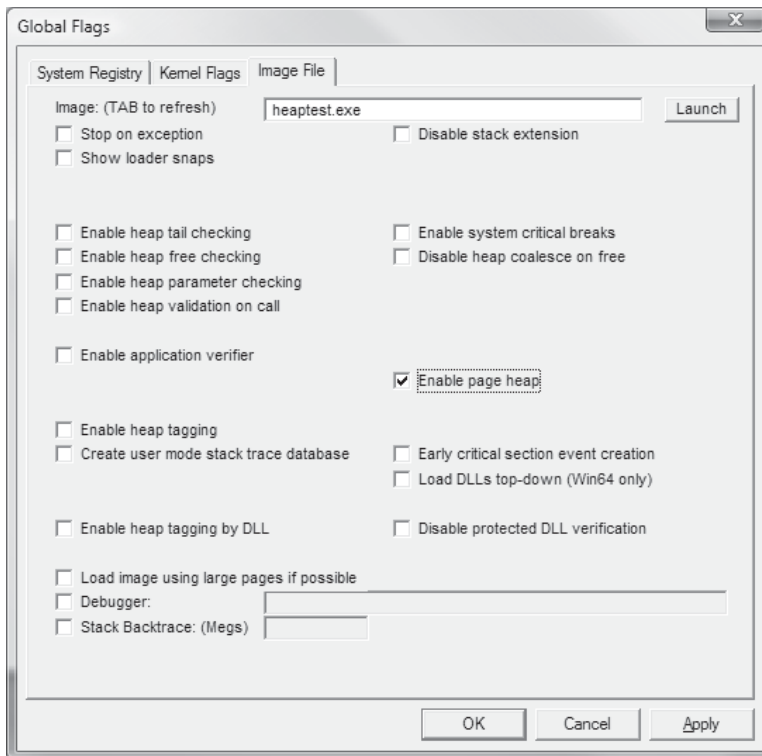 Global Flags
System Registry
Kernel Flags
Image File
Image: (TAB to refresh)
heaptest.exe
Launch
Stop on exception
Disable stack extension
Show loader snaps
Enable heap tail checking
Enable system critical breaks
Enable heap free checking
Disable heap coalesce on free
Enable heap parameter checking
Enable heap validation on call
Enable application verifier
Enable page heap
Enable heap tagging
Create user mode stack trace database
Early critical section event creation
Load DLLs top-down (Win64 only)
Enable heap tagging by DLL
Disable protected DLL verification
Load image using large pages if possible
Debugger:
Stack Backtrace: (Megs)
OK
Cancel
Apply